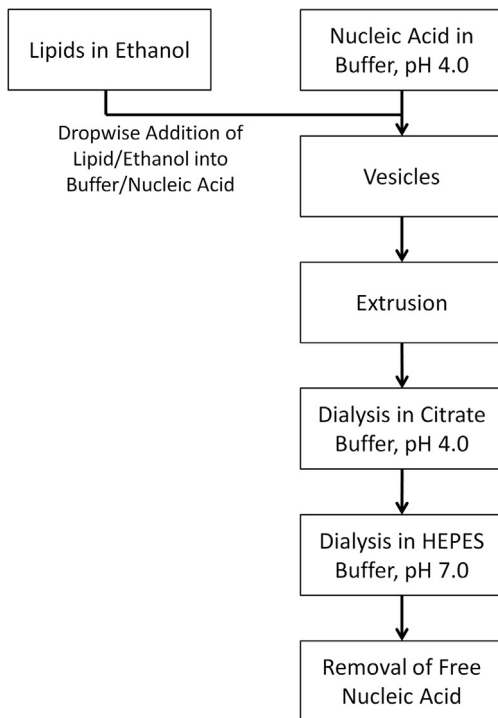 Lipids in Ethanol
Nucleic Acid in
Buffer, pH 4.0
Dropwise Addition of
Lipid/Ethanol into
Buffer/Nucleic Acid
Vesicles
Extrusion
Dialysis in Citrate
Buffer, pH 4.0
Dialysis in HEPES
Buffer, pH 7.0
Removal of Free
Nucleic Acid